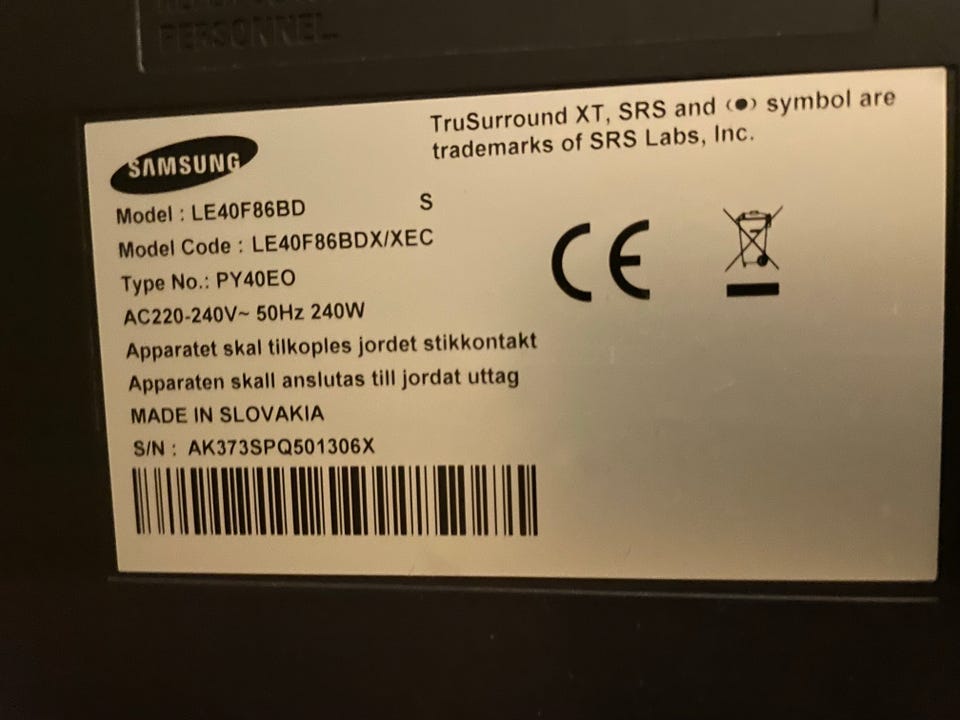 PERSONNEL.
SAMSUNG
TruSurround XT, SRS and (●) symbol are
trademarks of SRS Labs, Inc.
Model : LE40F86BD S
Model Code : LE40F86BDX/XEC
Type No.: PY40EO
AC220-240V~ 50Hz 240W
Apparatet skal tilkoples jordet stikkontakt
Apparaten skall anslutas till jordat uttag
MADE IN SLOVAKIA
S/N : AK373SPQ501306X
CE